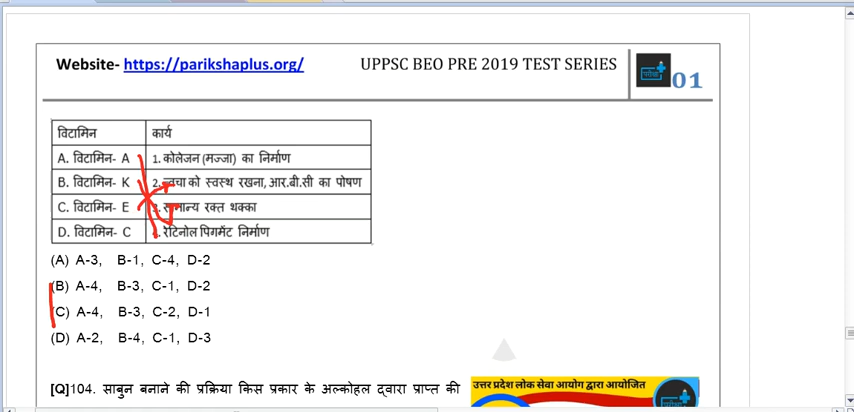 Website- https://parikshaplus.org/ UPPSC BEO PRE 2019 TEST SERIES परीक्षा 01
विटामिन कार्य
A. विटामिन- A 1. कोलेजन (मज्जा) का निर्माण
B. विटामिन- K 2. त्वचा को स्वस्थ रखना, आर.बी.सी का पोषण
C. विटामिन- E 3. सामान्य रक्त थक्का
D. विटामिन- C 4. रेटिनोल पिगमेंट निर्माण
(A) A-3, B-1, C-4, D-2
(B) A-4, B-3, C-1, D-2
(C) A-4, B-3, C-2, D-1
(D) A-2, B-4, C-1, D-3
[Q]104. साबुन बनाने की प्रक्रिया किस प्रकार के अल्कोहल द्वारा प्राप्त की
उत्तर प्रदेश लोक सेवा आयोग द्वारा आयोजित